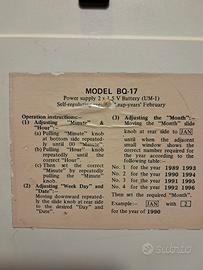 MODEL BQ-17
Power supply 2 x 1.5 V Battery (UM-1)
Self-regulating leap-years' February
Operation instructions:—
(1) Adjusting "Minute" & "Hour":—
(a) Pulling "Minute" knob at bottom side repeatedly until 00 "Minute"
(b) Pulling "Hour" knob repeatedly until the correct "Hour".
(c) Then set the correct "Minute" by repeatedly pulling the "Minute" knob.
(2) Adjusting "Week Day" and "Date":—
Moving downward repeatedly the slide knob at rear side to the desired "Day" and "Date".
(3) Adjusting the "Month":—
Moving the "Month" slide knob at rear side to JAN until when the adjacent small window shows the correct number required for the year according to the following table:
No. 1 for the year 1989 1993
No. 2 for the year 1990 1994
No. 3 for the year 1991 1995
No. 4 for the year 1992 1996
Then set the required "Month".
Example:— JAN with 2
for the year of 1990
subito